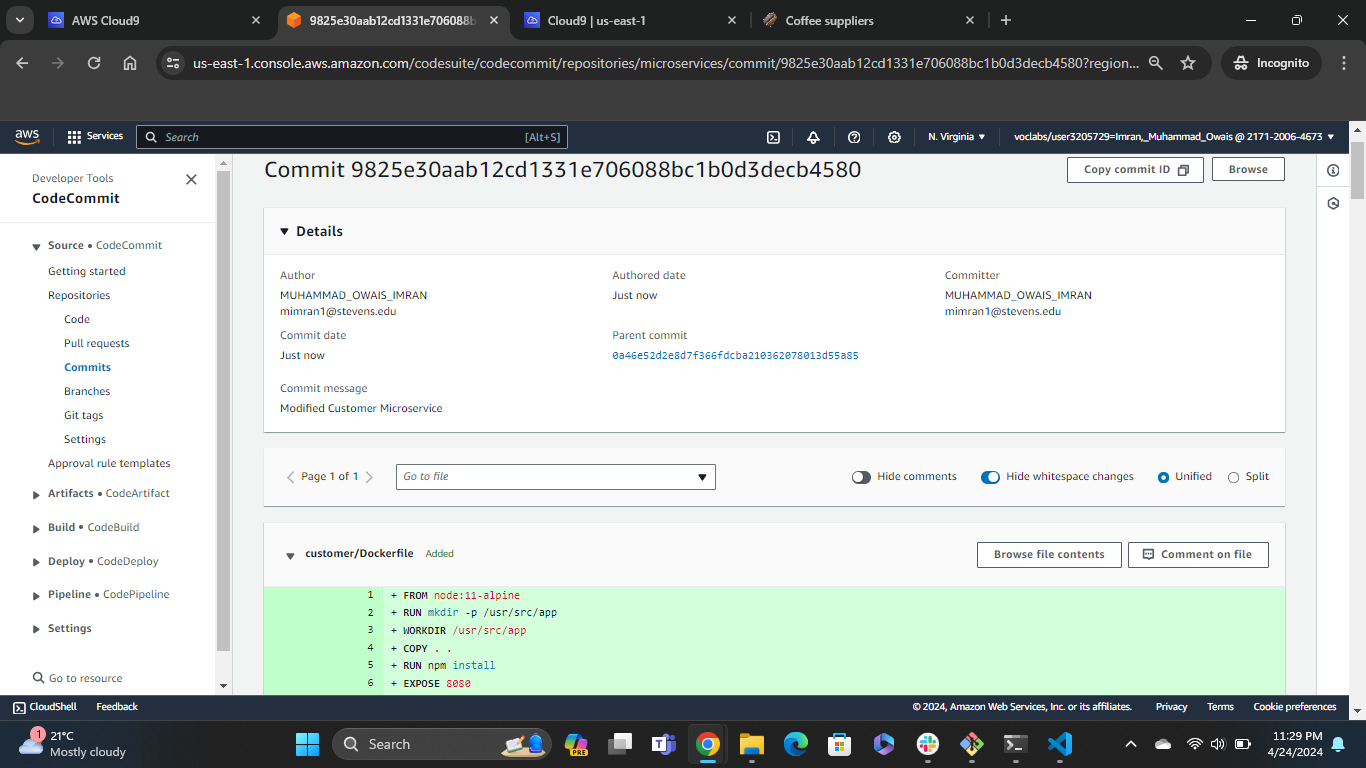 AWS Cloud9
9825e30aab12cd1331e706088b
Cloud9 | us-east-1
Coffee suppliers
us-east-1.console.aws.amazon.com/codesuite/codecommit/repositories/microservices/commit/9825e30aab12cd1331e706088bc1b0d3decb4580?region...
Incognito
aws
Services
Search
[Alt+S]
N. Virginia
voclabs/user3205729=Imran,_Muhammad_Owais @ 2171-2006-4673
Developer Tools
CodeCommit
Source • CodeCommit
Getting started
Repositories
Code
Pull requests
Commits
Branches
Git tags
Settings
Approval rule templates
Artifacts • CodeArtifact
Build • CodeBuild
Deploy • CodeDeploy
Pipeline • CodePipeline
Settings
Go to resource
Commit 9825e30aab12cd1331e706088bc1b0d3decb4580
Copy commit ID
Browse
Details
Author
MUHAMMAD_OWAIS_IMRAN
mimran1@stevens.edu
Authored date
Just now
Committer
MUHAMMAD_OWAIS_IMRAN
mimran1@stevens.edu
Commit date
Just now
Parent commit
0a46e52d2e8d7f366fdcba210362078013d55a85
Commit message
Modified Customer Microservice
Page 1 of 1
Go to file
Hide comments
Hide whitespace changes
Unified
Split
customer/Dockerfile Added
Browse file contents
Comment on file
1 + FROM node:11-alpine
2 + RUN mkdir -p /usr/src/app
3 + WORKDIR /usr/src/app
4 + COPY . .
5 + RUN npm install
6 + EXPOSE 8080
CloudShell
Feedback
© 2024, Amazon Web Services, Inc. or its affiliates.
Privacy
Terms
Cookie preferences
1
21°C
Mostly cloudy
Search
PRE
11:29 PM
4/24/2024